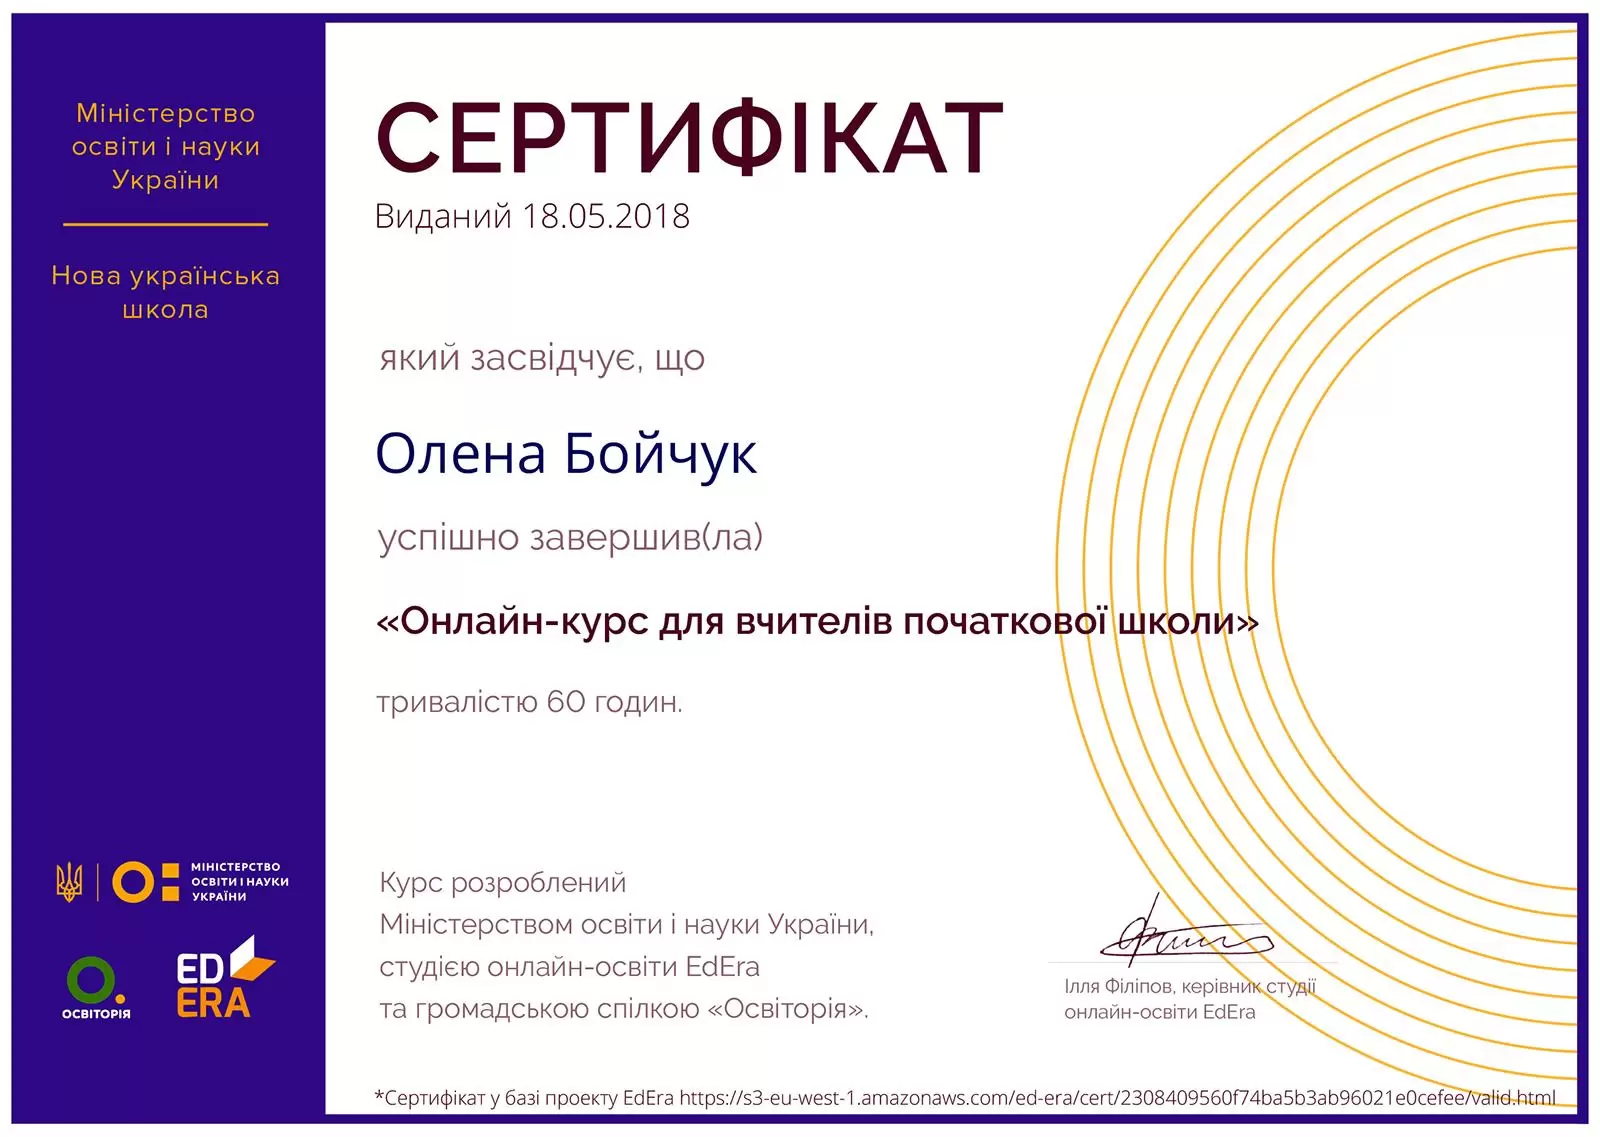 Міністерство
освіти і науки
України
Нова українська
школа
СЕРТИФІКАТ
Виданий 18.05.2018
який засвідчує, що
Олена Бойчук
успішно завершив(ла)
«Онлайн-курс для вчителів початкової школи»
тривалістю 60 годин.
МІНІСТЕРСТВО
ОСВІТИ І НАУКИ
УКРАЇНИ
ОСВІТОРІЯ
ED
ERA
Курс розроблений
Міністерством освіти і науки України,
студією онлайн-освіти EdEra
та громадською спілкою «Освіторія».
Ілля Філіпов, керівник студії
онлайн-освіти EdEra
*Сертифікат у базі проекту EdEra https://s3-eu-west-1.amazonaws.com/ed-era/cert/2308409560f74ba5b3ab96021e0cefee/valid.html